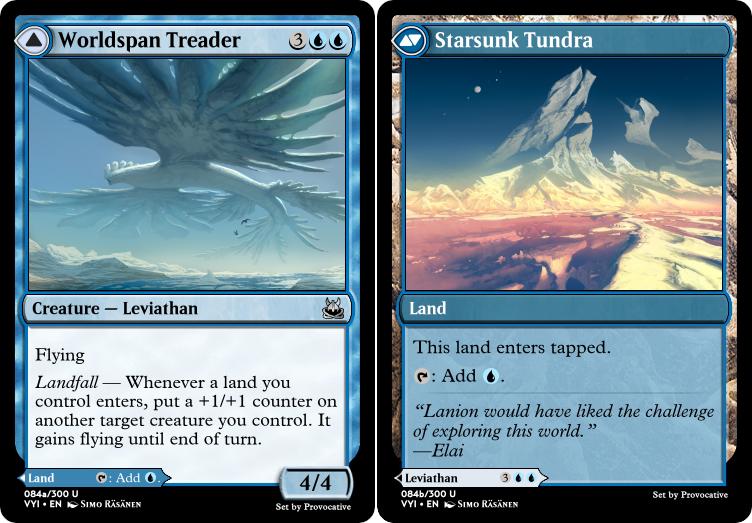 Worldspan Treader 3
Creature — Leviathan
Flying
Landfall — Whenever a land you
control enters, put a +1/+1 counter on
another target creature you control. It
gains flying until end of turn.
Land : Add .
4/4
084a/300 U
VYI • EN SIMO RÄSÄNEN
Set by Provocative
Starsunk Tundra
Land
This land enters tapped.
: Add .
“Lanion would have liked the challenge
of exploring this world.”
—Elai
Leviathan 3
084b/300 U
VYI • EN SIMO RÄSÄNEN
Set by Provocative